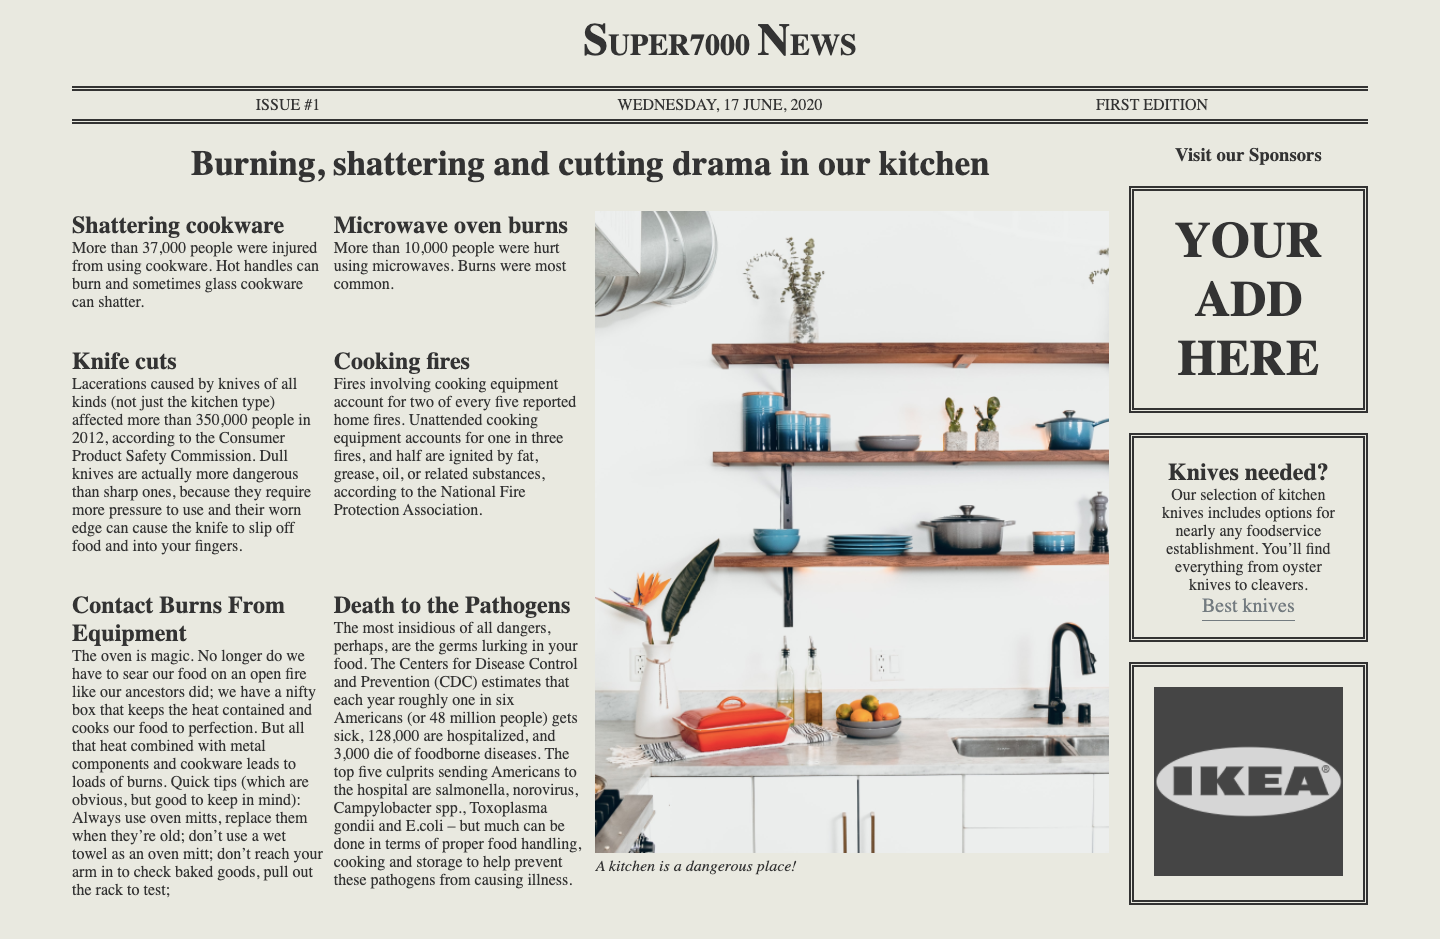 SUPER7000 NEWS
ISSUE #1
WEDNESDAY, 17 JUNE, 2020
FIRST EDITION
Burning, shattering and cutting drama in our kitchen
Shattering cookware
More than 37,000 people were injured
from using cookware. Hot handles can
burn and sometimes glass cookware
can shatter.
Microwave oven burns
More than 10,000 people were hurt
using microwaves. Burns were most
common.
Knife cuts
Lacerations caused by knives of all
kinds (not just the kitchen type)
affected more than 350,000 people in
2012, according to the Consumer
Product Safety Commission. Dull
knives are actually more dangerous
than sharp ones, because they require
more pressure to use and their worn
edge can cause the knife to slip off
food and into your fingers.
Cooking fires
Fires involving cooking equipment
account for two of every five reported
home fires. Unattended cooking
equipment accounts for one in three
fires, and half are ignited by fat,
grease, oil, or related substances,
according to the National Fire
Protection Association.
Contact Burns From
Equipment
The oven is magic. No longer do we
have to sear our food on an open fire
like our ancestors did; we have a nifty
box that keeps the heat contained and
cooks our food to perfection. But all
that heat combined with metal
components and cookware leads to
loads of burns. Quick tips (which are
obvious, but good to keep in mind):
Always use oven mitts, replace them
when they’re old; don’t use a wet
towel as an oven mitt; don’t reach your
arm in to check baked goods, pull out
the rack to test;
Death to the Pathogens
The most insidious of all dangers,
perhaps, are the germs lurking in your
food. The Centers for Disease Control
and Prevention (CDC) estimates that
each year roughly one in six
Americans (or 48 million people) gets
sick, 128,000 are hospitalized, and
3,000 die of foodborne diseases. The
top five culprits sending Americans to
the hospital are salmonella, norovirus,
Campylobacter spp., Toxoplasma
gondii and E.coli – but much can be
done in terms of proper food handling,
cooking and storage to help prevent
these pathogens from causing illness.
A kitchen is a dangerous place!
Visit our Sponsors
YOUR
ADD
HERE
Knives needed?
Our selection of kitchen
knives includes options for
nearly any foodservice
establishment. You’ll find
everything from oyster
knives to cleavers.
Best knives
IKEA®